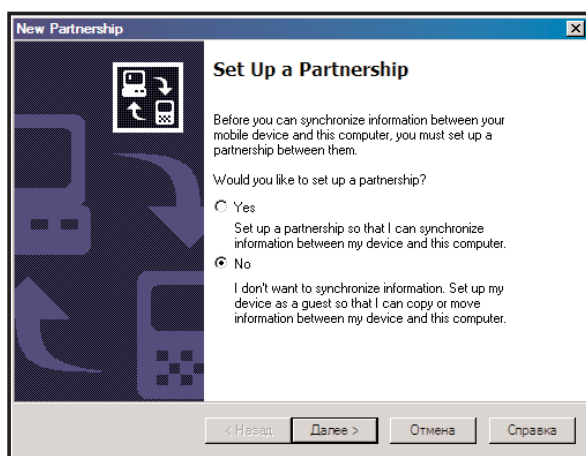 New Partnership
Set Up a Partnership
Before you can synchronize information between your
mobile device and this computer, you must set up a
partnership between them.
Would you like to set up a partnership?
Yes
Set up a partnership so that I can synchronize
information between my device and this computer.
No
I don't want to synchronize information. Set up my
device as a guest so that I can copy or move
information between my device and this computer.
< Назад Далее > Отмена Справка